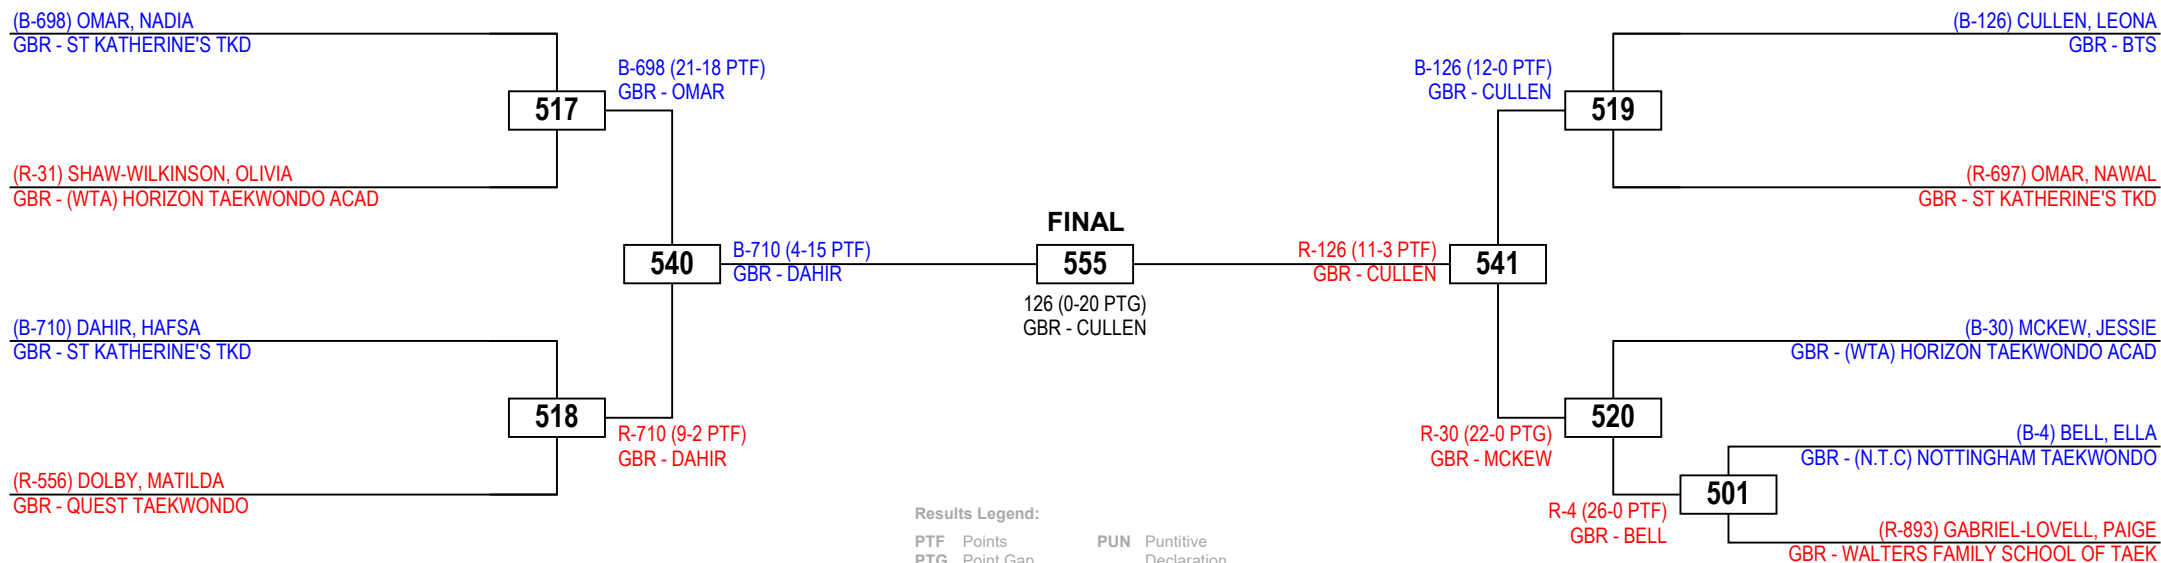 (B-698) OMAR, NADIA
GBR - ST KATHERINE'S TKD
B-698 (21-18 PTF)
GBR - OMAR
517
(R-31) SHAW-WILKINSON, OLIVIA
GBR - (WTA) HORIZON TAEKWONDO ACAD
540
B-710 (4-15 PTF)
GBR - DAHIR
(B-710) DAHIR, HAFSA
GBR - ST KATHERINE'S TKD
518
R-710 (9-2 PTF)
GBR - DAHIR
(R-556) DOLBY, MATILDA
GBR - QUEST TAEKWONDO
FINAL
555
126 (0-20 PTG)
GBR - CULLEN
(B-126) CULLEN, LEONA
GBR - BTS
B-126 (12-0 PTF)
GBR - CULLEN
519
(R-697) OMAR, NAWAL
GBR - ST KATHERINE'S TKD
R-126 (11-3 PTF)
GBR - CULLEN
541
(B-30) MCKEW, JESSIE
GBR - (WTA) HORIZON TAEKWONDO ACAD
520
R-30 (22-0 PTG)
GBR - MCKEW
(B-4) BELL, ELLA
GBR - (N.T.C) NOTTINGHAM TAEKWONDO
501
R-4 (26-0 PTF)
GBR - BELL
(R-893) GABRIEL-LOVELL, PAIGE
GBR - WALTERS FAMILY SCHOOL OF TAEK
Results Legend:
PTF Points
PUN Puntitive
PTG Point Gap
Declaration